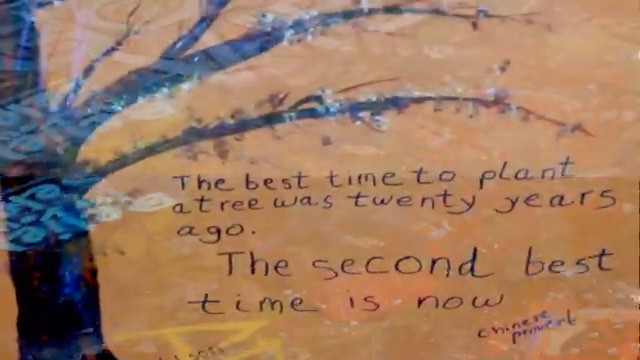 The best time to plant
a tree was twenty years
ago.
The second best
time is now
chinese
proverb